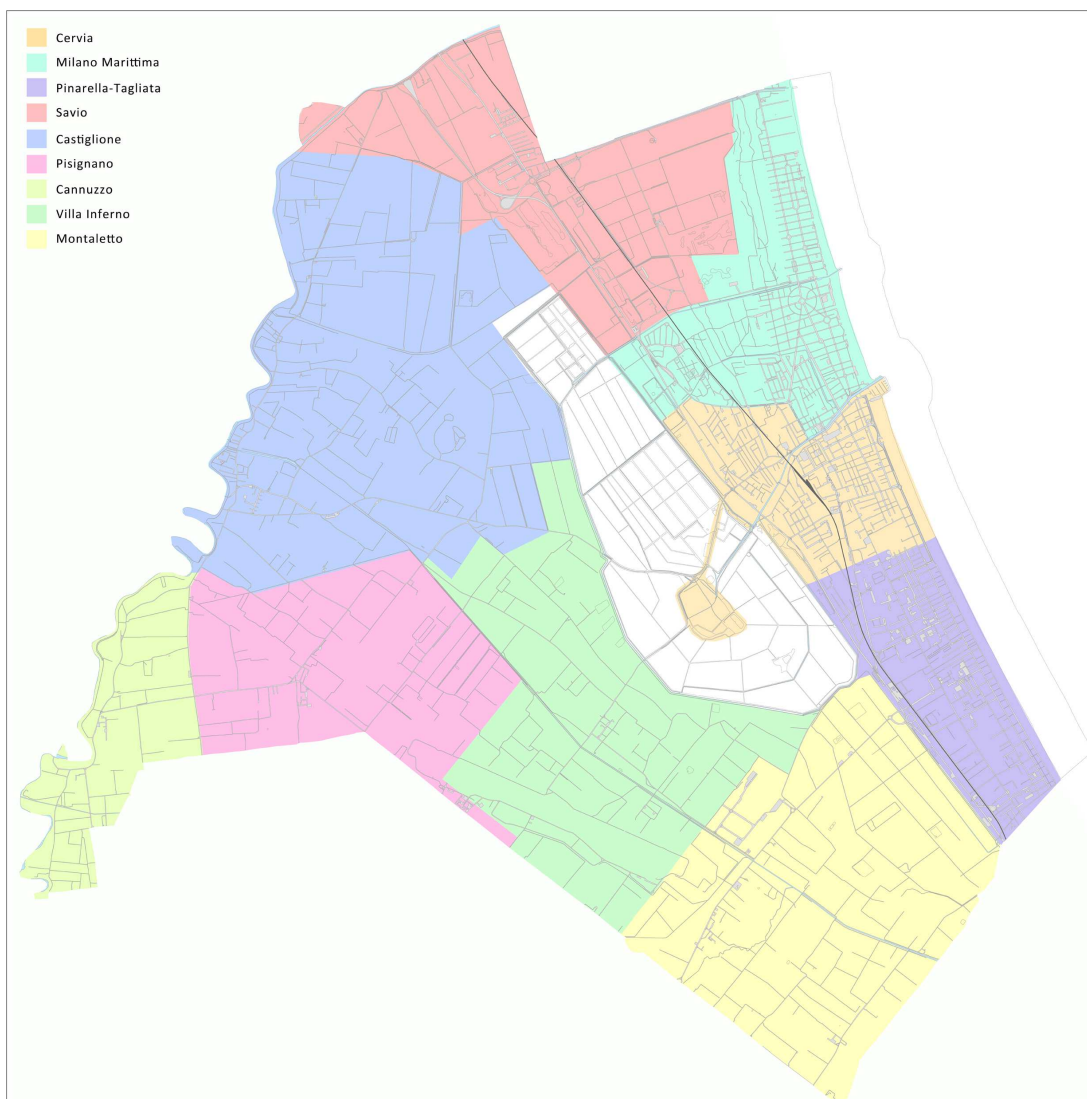 Cervia
Milano Marittima
Pinarella-Tagliata
Savio
Castiglione
Pisignano
Cannuzzo
Villa Inferno
Montaletto